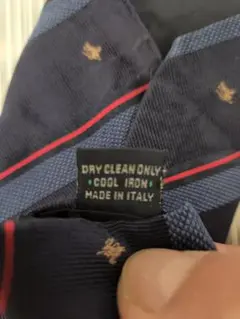 DRY CLEAN ONLY
• COOL IRON •
MADE IN ITALY